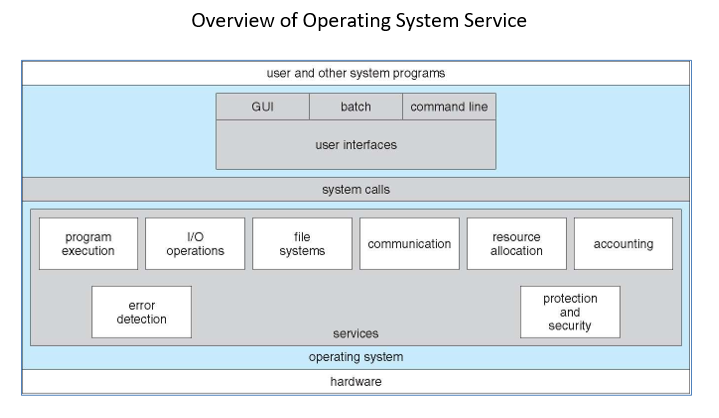 Overview of Operating System Service
user and other system programs
GUI
batch
command line
user interfaces
system calls
program
execution
I/O
operations
file
systems
communication
resource
allocation
accounting
error
detection
protection
and
security
services
operating system
hardware